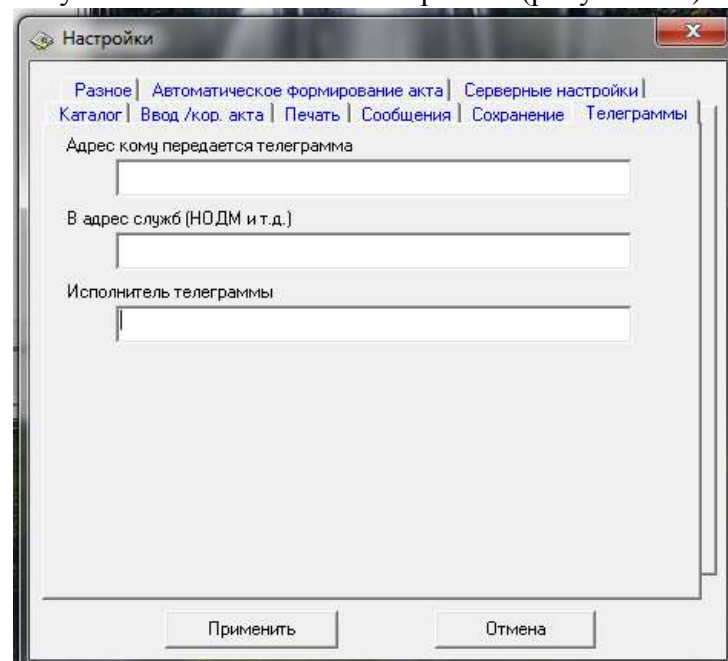 Настройки
Разное Автоматическое формирование акта Серверные настройки
Каталог Ввод /кор. акта Печать Сообщения Сохранение Телеграммы
Адрес кому передается телеграмма
В адрес служб (НОДМ и т.д.)
Исполнитель телеграммы
Применить Отмена